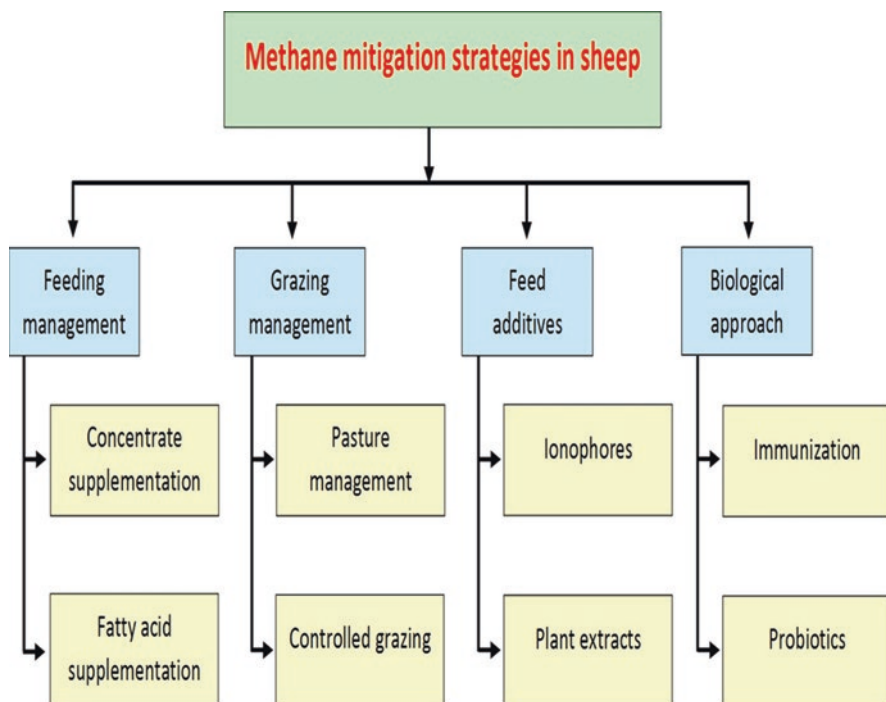 Methane mitigation strategies in sheep
Feeding
management
Grazing
management
Feed
additives
Biological
approach
Concentrate
supplementation
Pasture
management
Ionophores
Immunization
Fatty acid
supplementation
Controlled grazing
Plant extracts
Probiotics